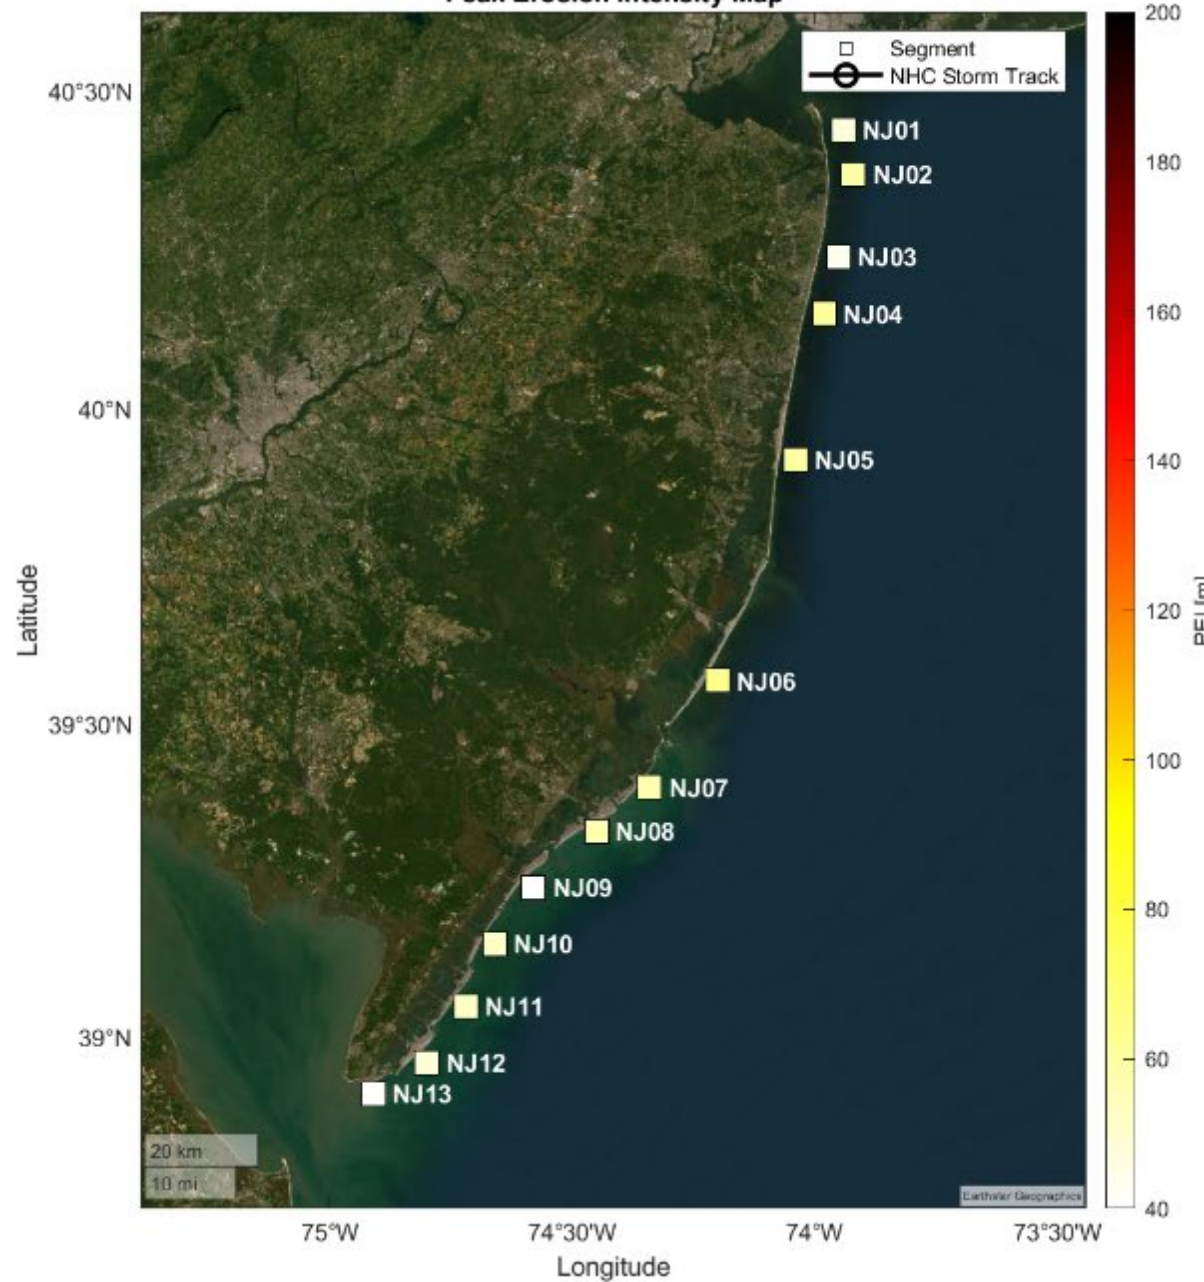 Peak Erosion Intensity Map
Segment
NHC Storm Track
40°30'N
40°N
39°30'N
39°N
Latitude
NJ01
NJ02
NJ03
NJ04
NJ05
NJ06
NJ07
NJ08
NJ09
NJ10
NJ11
NJ12
NJ13
20 km
10 mi
Earthstar Geographics
75°W
74°30'W
74°W
73°30'W
Longitude
200
180
160
140
120
100
80
60
40
PEI [m]